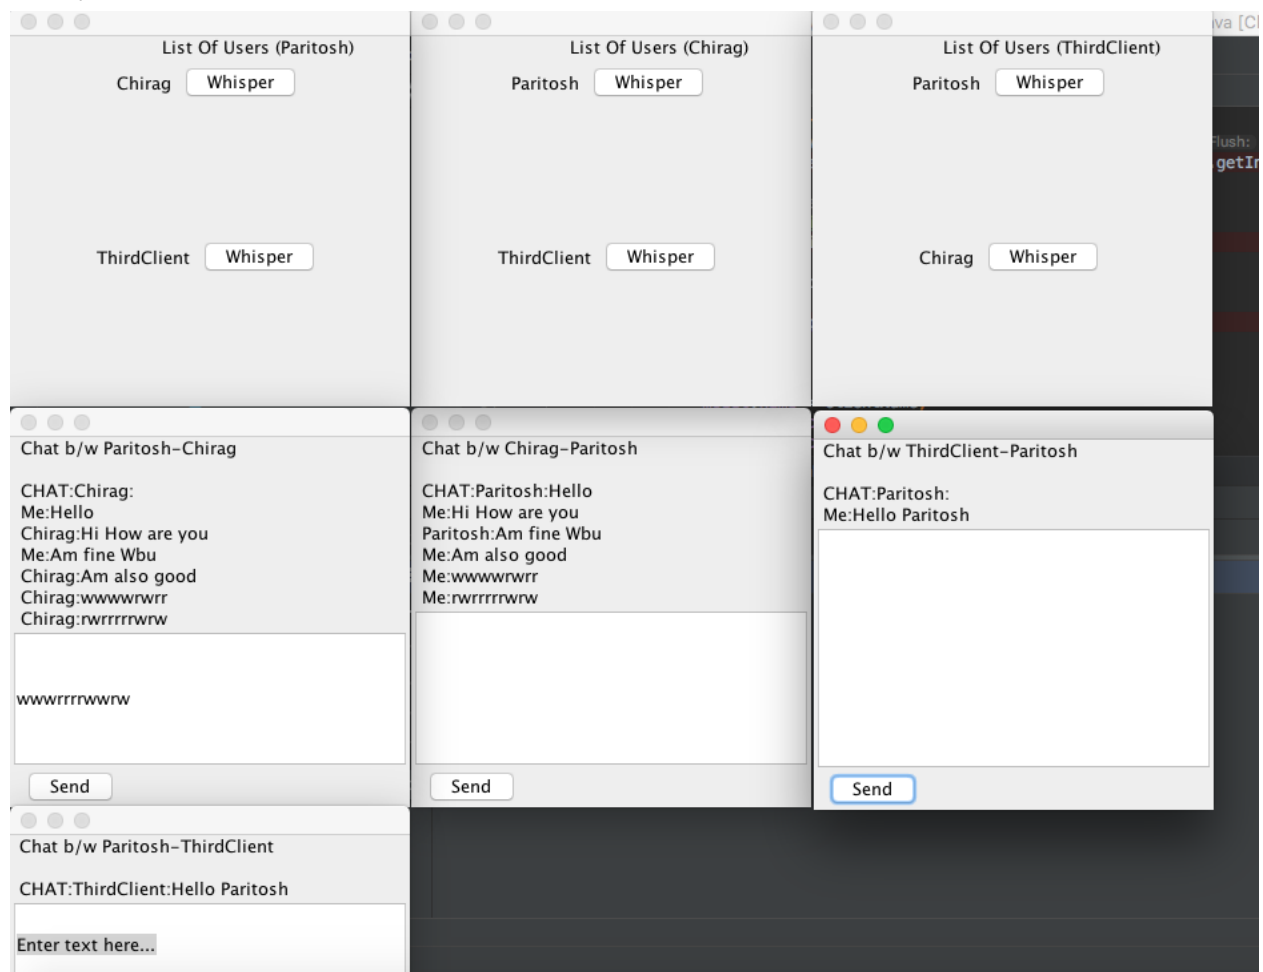 List Of Users (Paritosh)
Chirag Whisper
ThirdClient Whisper
List Of Users (Chirag)
Paritosh Whisper
ThirdClient Whisper
List Of Users (ThirdClient)
Paritosh Whisper
Chirag Whisper
Flush:
.getIn
Chat b/w Paritosh-Chirag
CHAT:Chirag:
Me:Hello
Chirag:Hi How are you
Me:Am fine Wbu
Chirag:Am also good
Chirag:wwwwrwrr
Chirag:rwrrrrrwrw
wwwrrrrwwrw
Send
Chat b/w Chirag-Paritosh
CHAT:Paritosh:Hello
Me:Hi How are you
Paritosh:Am fine Wbu
Me:Am also good
Me:wwwwrwrr
Me:rwrrrrrwrw
Send
Chat b/w ThirdClient-Paritosh
CHAT:Paritosh:
Me:Hello Paritosh
Send
Chat b/w Paritosh-ThirdClient
CHAT:ThirdClient:Hello Paritosh
Enter text here...